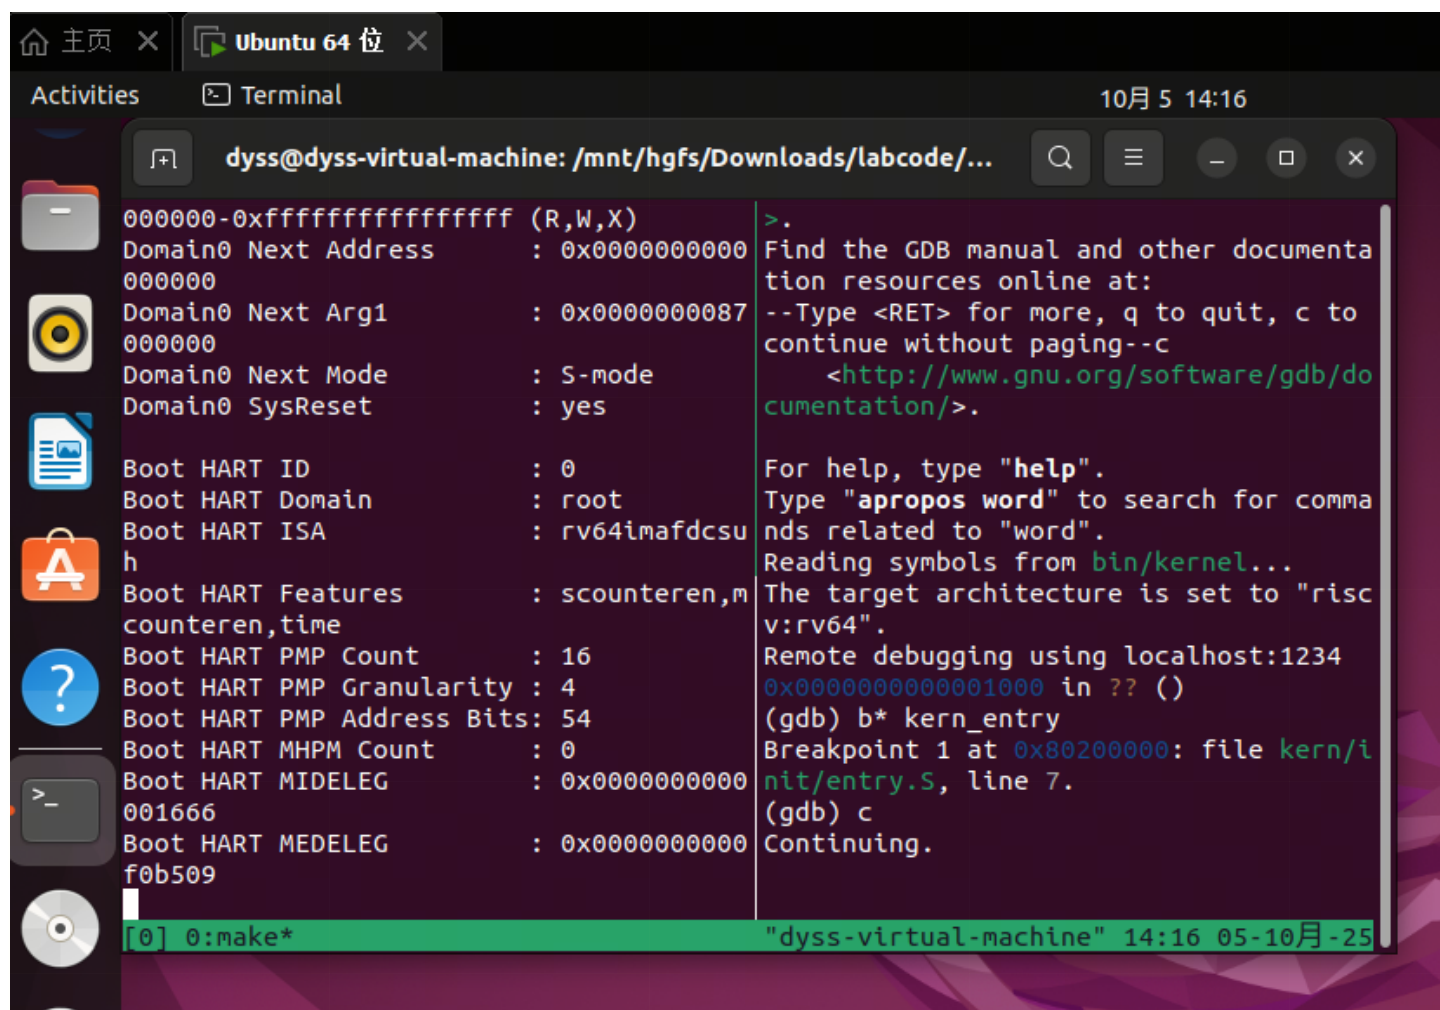 主页
Ubuntu 64 位
Activities
Terminal
10月 5 14:16
dyss@dyss-virtual-machine: /mnt/hgfs/Downloads/labcode/...
000000-0xffffffffffffffff (R,W,X)
Domain0 Next Address : 0x0000000000
000000
Domain0 Next Arg1 : 0x0000000087
000000
Domain0 Next Mode : S-mode
Domain0 SysReset : yes
Boot HART ID : 0
Boot HART Domain : root
Boot HART ISA : rv64imafdcsu
h
Boot HART Features : scounteren,m
counteren,time
Boot HART PMP Count : 16
Boot HART PMP Granularity : 4
Boot HART PMP Address Bits: 54
Boot HART MHPM Count : 0
Boot HART MIDELEG : 0x0000000000
001666
Boot HART MEDELEG : 0x0000000000
f0b509
>.
Find the GDB manual and other documenta
tion resources online at:
--Type <RET> for more, q to quit, c to
continue without paging--c
<http://www.gnu.org/software/gdb/do
cumentation/>.
For help, type "help".
Type "apropos word" to search for comma
nds related to "word".
Reading symbols from bin/kernel...
The target architecture is set to "risc
v:rv64".
Remote debugging using localhost:1234
0x0000000000001000 in ?? ()
(gdb) b* kern_entry
Breakpoint 1 at 0x80200000: file kern/i
nit/entry.S, line 7.
(gdb) c
Continuing.
[0] 0:make*
"dyss-virtual-machine" 14:16 05-10月-25